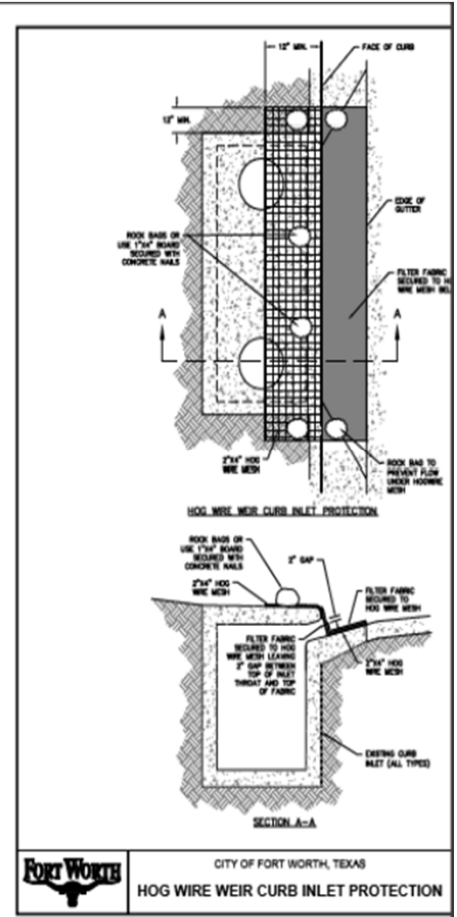 12" MIN.
FACE OF CURB
12" MIN.
EDGE OF
GUTTER
ROCK BAGS OR
USE 1"X4" BOARD
SECURED WITH
CONCRETE NAILS
FILTER FABRIC
SECURED TO
WIRE MESH
A
A
2"X4" HOG
WIRE MESH
ROCK BAG TO
PREVENT FLOW
UNDER HOGWIRE
MESH
HOG WIRE WEIR CURB INLET PROTECTION
ROCK BAGS OR
USE 1"X4" BOARD
SECURED WITH
CONCRETE NAILS
2" GAP
2"X4" HOG
WIRE MESH
FILTER FABRIC
SECURED TO
HOG WIRE MESH
FILTER FABRIC
SECURED TO HOG
WIRE MESH LEAVING
2" GAP BETWEEN
TOP OF INLET
THROAT AND TOP
OF FABRIC
2"X4" HOG
WIRE MESH
EXISTING CURB
INLET (ALL TYPES)
SECTION A-A
FORT WORTH
CITY OF FORT WORTH, TEXAS
HOG WIRE WEIR CURB INLET PROTECTION